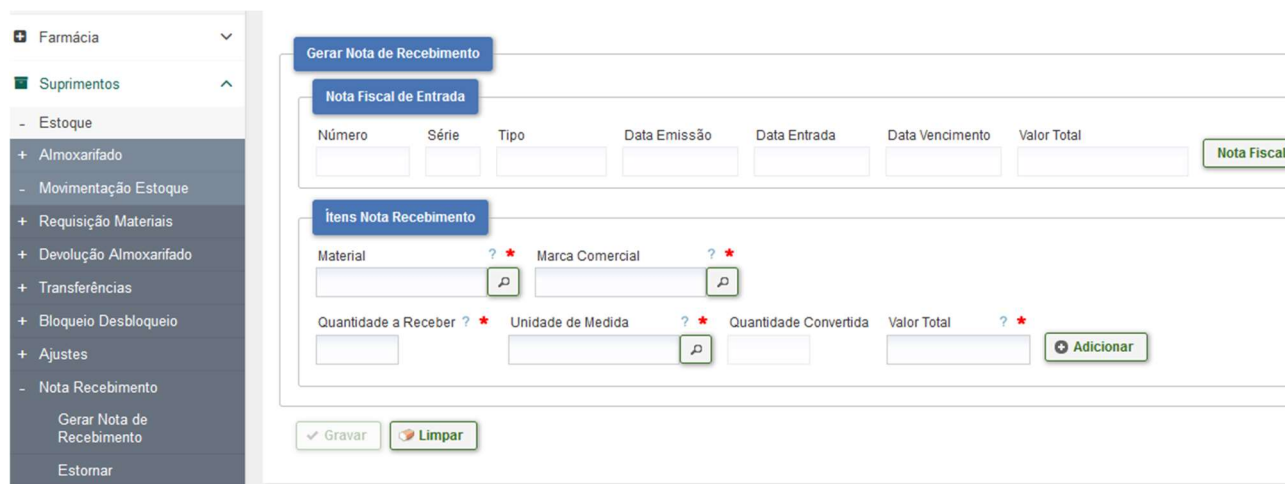 Farmácia
Suprimentos
- Estoque
+ Almoxarifado
- Movimentação Estoque
+ Requisição Materiais
+ Devolução Almoxarifado
+ Transferências
+ Bloqueio Desbloqueio
+ Ajustes
- Nota Recebimento
Gerar Nota de
Recebimento
Estornar
Gerar Nota de Recebimento
Nota Fiscal de Entrada
Número Série Tipo Data Emissão Data Entrada Data Vencimento Valor Total
Nota Fiscal
Ítens Nota Recebimento
Material ? * Marca Comercial ? *
Quantidade a Receber ? * Unidade de Medida ? * Quantidade Convertida Valor Total ? *
Adicionar
Gravar Limpar